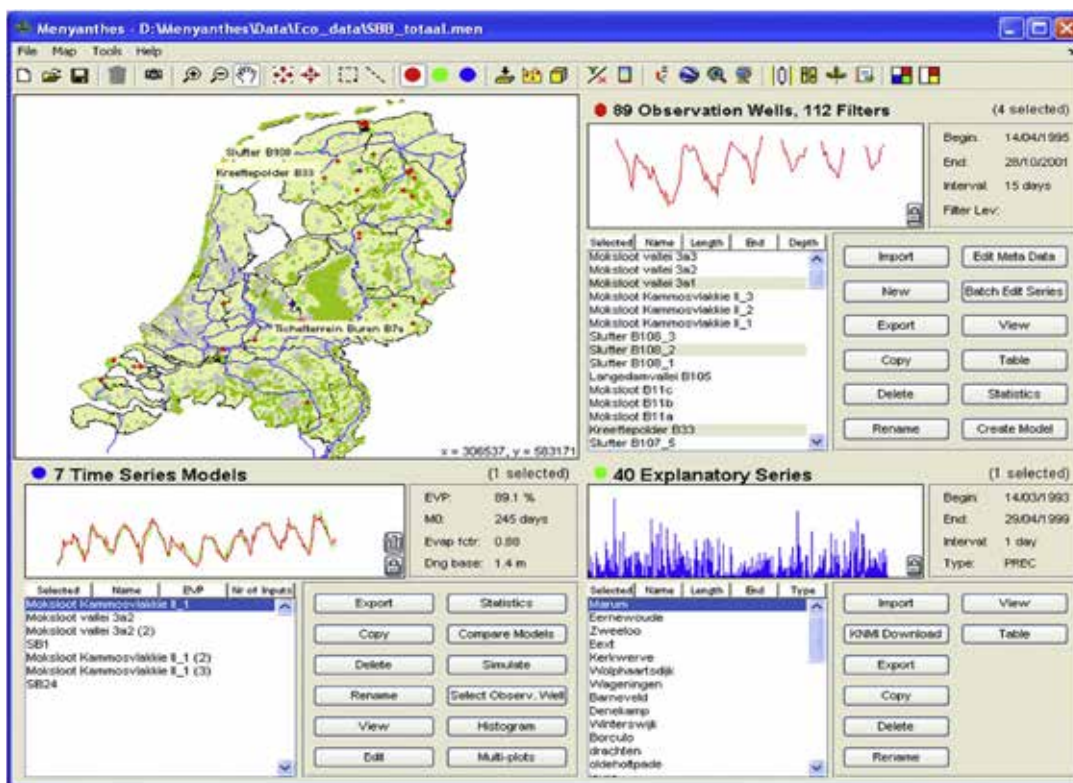 Menyanthes - D:\Menyanthes\Data\Eco_data\SBB_totaal.men
File Map Tools Help
Slufter B108
Kreeftepolder B33
Buren B7a
x = 306537, y = 583171
89 Observation Wells, 112 Filters
(4 selected)
Begin: 14/04/1995
End: 28/10/2001
Interval: 15 days
Filter Lev:
Selected Name Length End Depth
Moksloot vallei 3a3
Moksloot vallei 3a2
Moksloot vallei 3a1
Moksloot Kammosvlakkie II_3
Moksloot Kammosvlakkie II_2
Moksloot Kammosvlakkie II_1
Slufter B108_3
Slufter B108_2
Slufter B108_1
Langedamvallei B105
Moksloot B11c
Moksloot B11b
Moksloot B11a
Kreeftepolder B33
Slufter B107_5
Import Edit Meta Data
New Batch Edit Series
Export View
Copy Table
Delete Statistics
Rename Create Model
7 Time Series Models
(1 selected)
EVP: 89.1 %
M0: 245 days
Evap fctr: 0.88
Drng base: 1.4 m
Selected Name EVP Nr of Inputs
Moksloot Kammosvlakkie II_1
Moksloot vallei 3a2
Moksloot vallei 3a2 (2)
SB1
Moksloot Kammosvlakkie II_1 (2)
Moksloot Kammosvlakkie II_1 (3)
SB24
Export Statistics
Copy Compare Models
Delete Simulate
Rename Select Observ. Well
View Histogram
Edit Multi-plots
40 Explanatory Series
(1 selected)
Begin: 14/03/1993
End: 29/04/1999
Interval: 1 day
Type: PREC
Selected Name Length End Type
Marum
Eernewoude
Zweeloo
Eext
Kerkwerve
Wolphaartsdijk
Wageningen
Barneveld
Denekamp
Winterswijk
Borculo
drachten
oldeholtpade
Import View
KNMI Download Table
Export
Copy
Delete
Rename